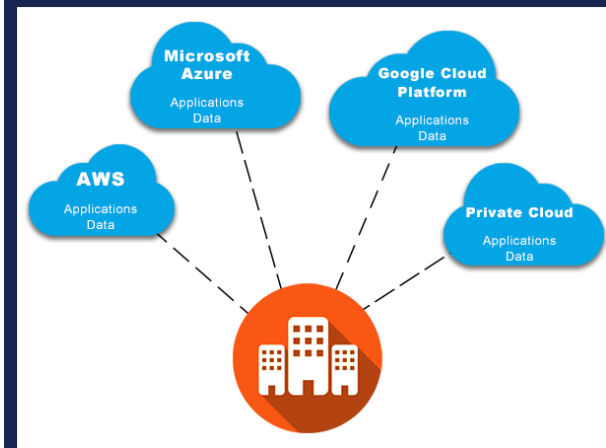 Microsoft
Azure
Applications
Data
Google Cloud
Platform
Applications
Data
AWS
Applications
Data
Private Cloud
Applications
Data